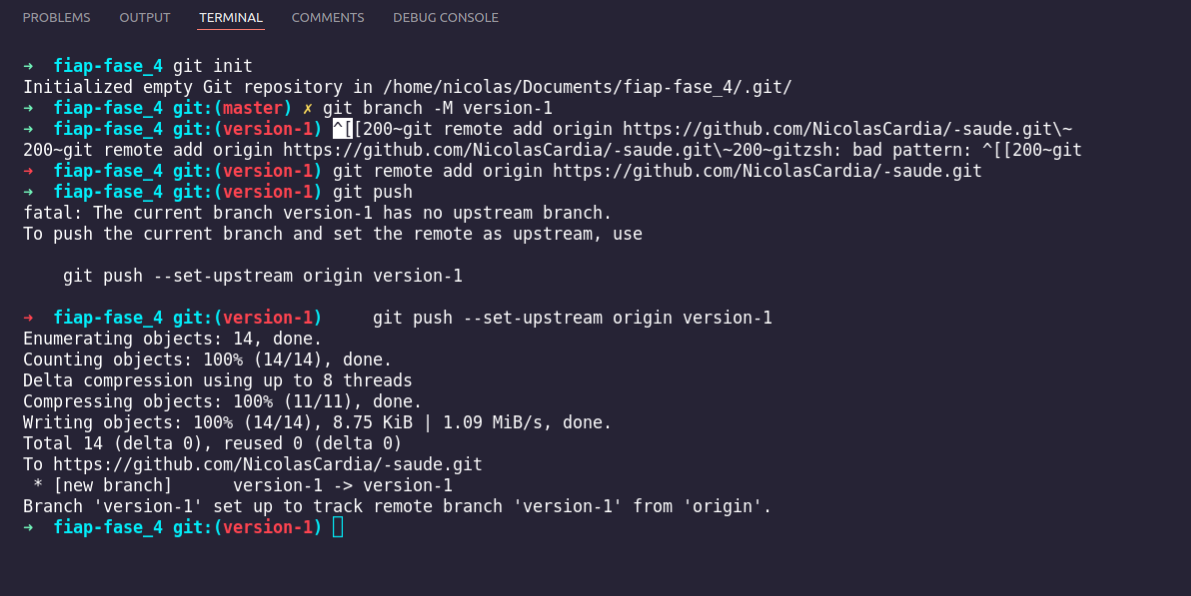 PROBLEMS OUTPUT TERMINAL COMMENTS DEBUG CONSOLE
➜ fiap-fase_4 git init
Initialized empty Git repository in /home/nicolas/Documents/fiap-fase_4/.git/
➜ fiap-fase_4 git:(master) ✗ git branch -M version-1
➜ fiap-fase_4 git:(version-1) ^[[200~git remote add origin https://github.com/NicolasCardia/-saude.git\~
200~git remote add origin https://github.com/NicolasCardia/-saude.git\~200~gitzsh: bad pattern: ^[[200~git
➜ fiap-fase_4 git:(version-1) git remote add origin https://github.com/NicolasCardia/-saude.git
➜ fiap-fase_4 git:(version-1) git push
fatal: The current branch version-1 has no upstream branch.
To push the current branch and set the remote as upstream, use
    git push --set-upstream origin version-1
➜ fiap-fase_4 git:(version-1)     git push --set-upstream origin version-1
Enumerating objects: 14, done.
Counting objects: 100% (14/14), done.
Delta compression using up to 8 threads
Compressing objects: 100% (11/11), done.
Writing objects: 100% (14/14), 8.75 KiB | 1.09 MiB/s, done.
Total 14 (delta 0), reused 0 (delta 0)
To https://github.com/NicolasCardia/-saude.git
 * [new branch]      version-1 -> version-1
Branch 'version-1' set up to track remote branch 'version-1' from 'origin'.
➜ fiap-fase_4 git:(version-1)